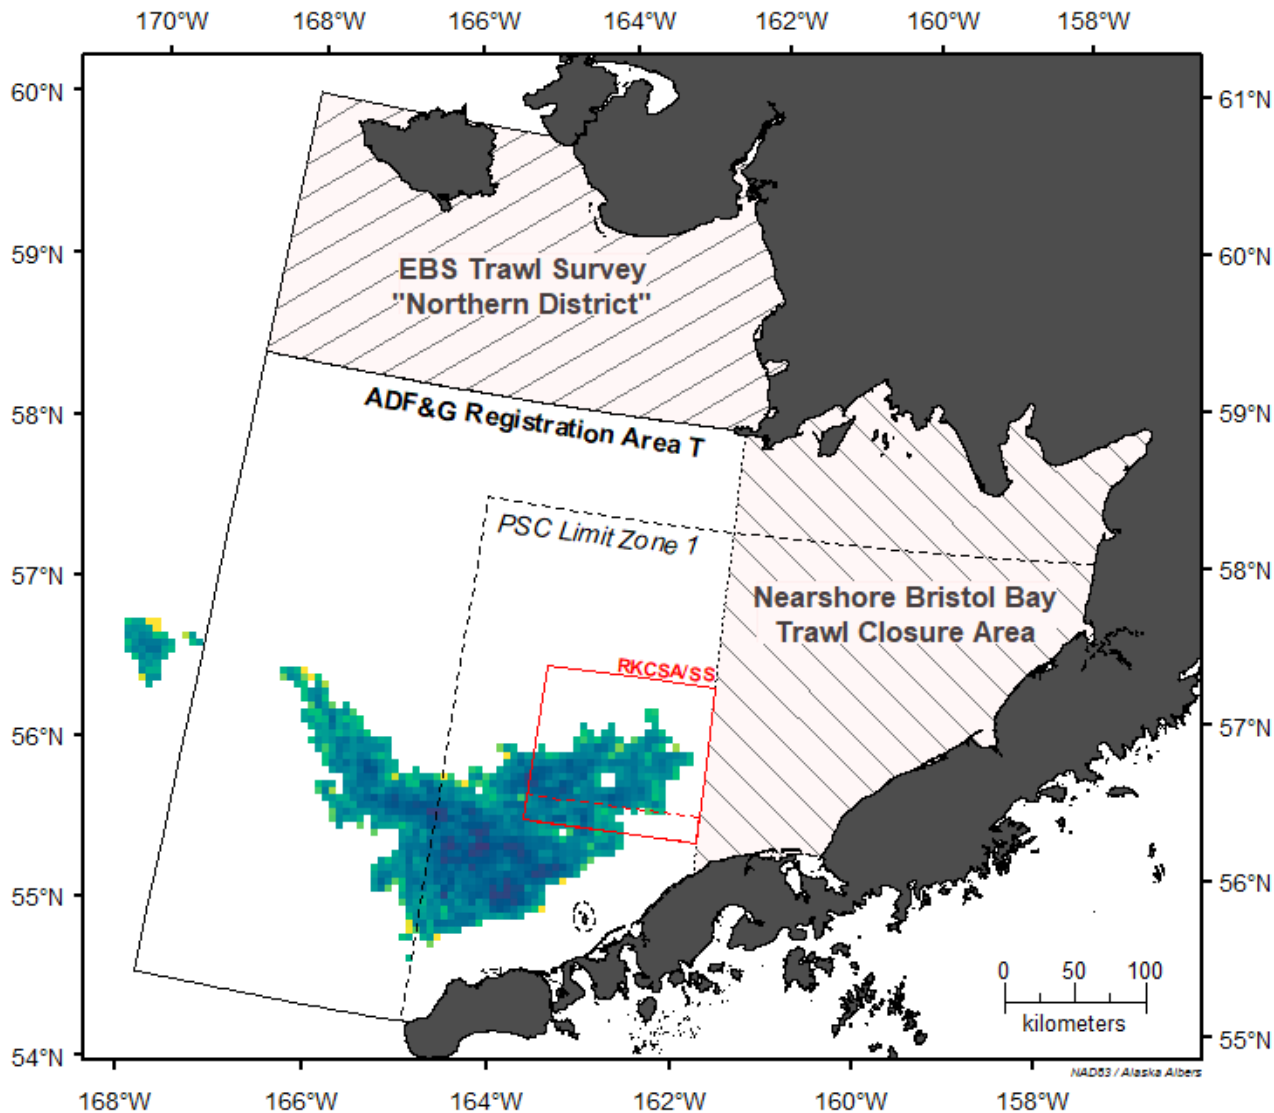 170°W 168°W 166°W 164°W 162°W 160°W 158°W
60°N
61°N
EBS Trawl Survey
"Northern District"
59°N
60°N
ADF&G Registration Area T
58°N
59°N
PSC Limit Zone 1
57°N
58°N
Nearshore Bristol Bay
Trawl Closure Area
RKCSA/SS
56°N
57°N
55°N
56°N
0 50 100
kilometers
54°N
55°N
NAD83 / Alaska Albers
168°W 166°W 164°W 162°W 160°W 158°W